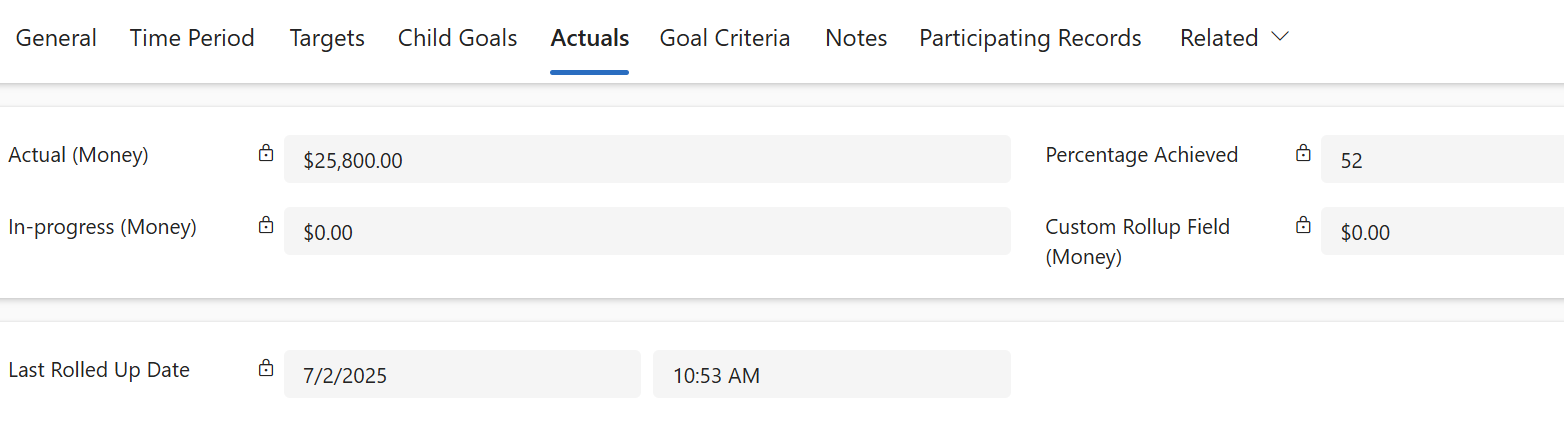 General Time Period Targets Child Goals Actuals Goal Criteria Notes Participating Records Related
Actual (Money) $25,800.00 Percentage Achieved 52
In-progress (Money) $0.00 Custom Rollup Field (Money) $0.00
Last Rolled Up Date 7/2/2025 10:53 AM